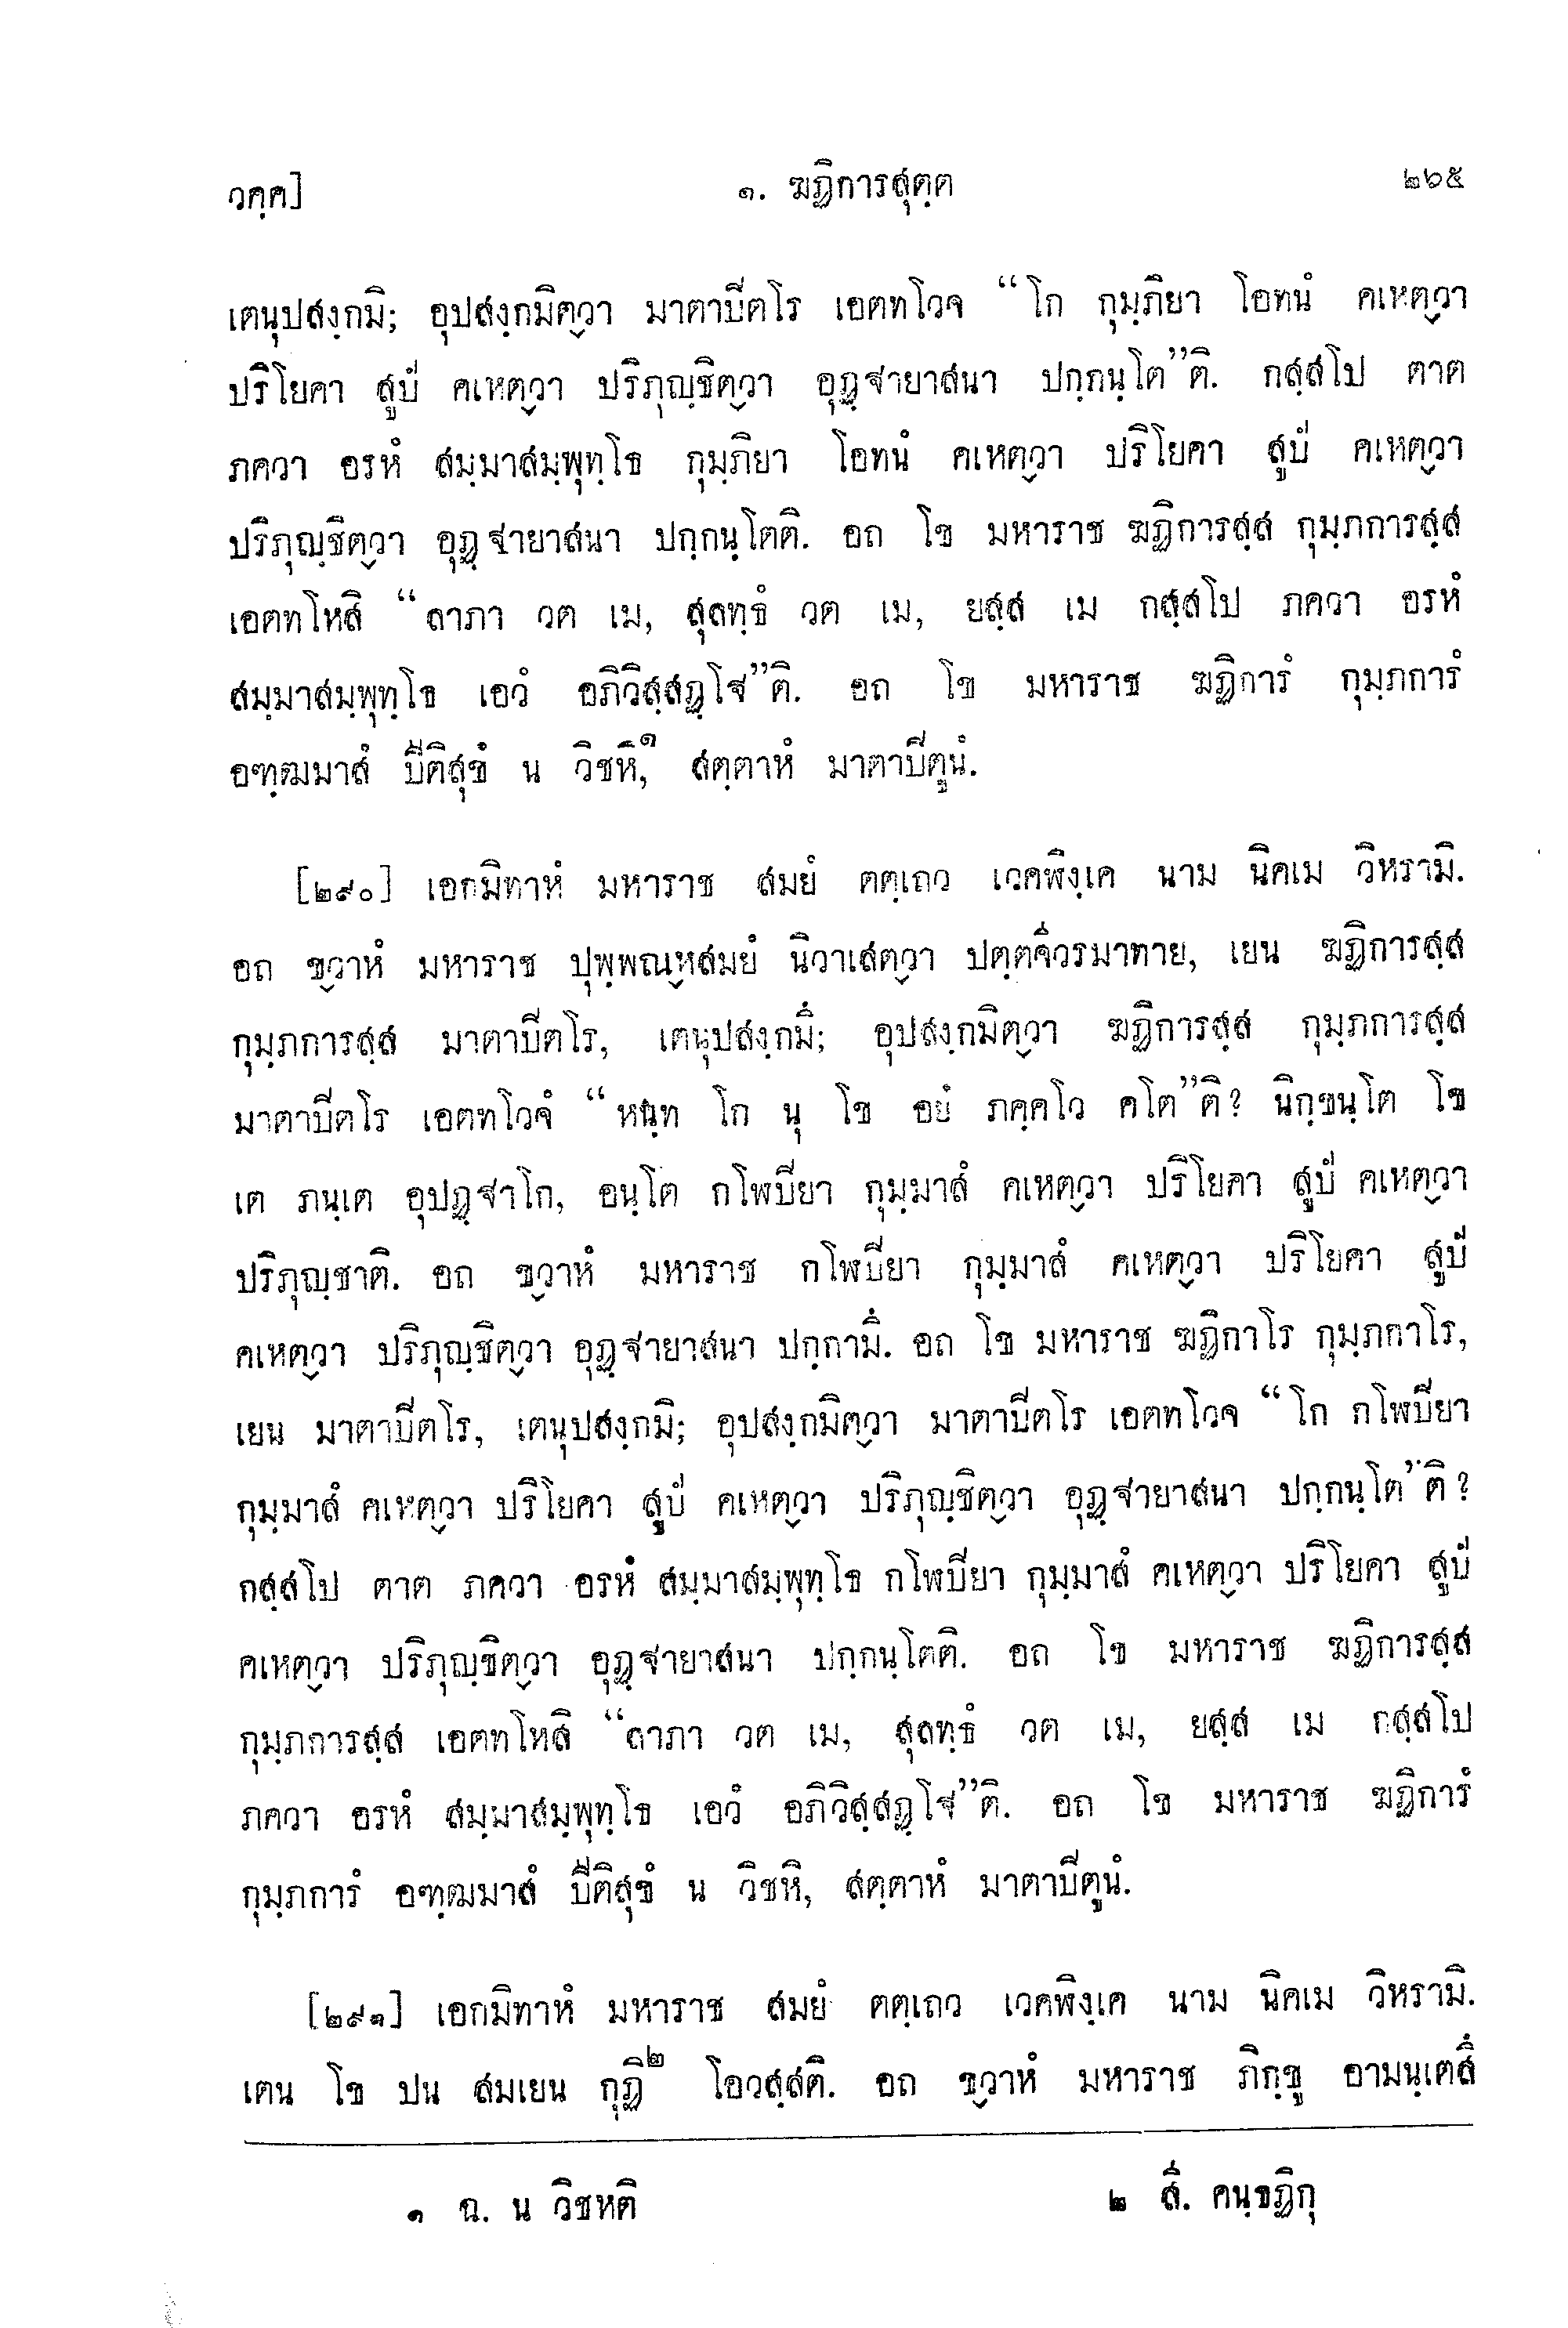 วคฺค]
๑. ฆฏิการสุตฺต
๒๖๕
เตนุปสงฺกมิ; อุปสงฺกมิตฺวา มาตาปิตโร เอตทโวจ “โก กุมฺภิยา โอทนํ คเหตฺวา
ปริโยคา สูปํ คเหตฺวา ปริภุญฺชิตฺวา อุฏฺฐายาสนา ปกฺกนฺโต”ติ. กสฺสโป ตาต
ภควา อรหํ สมฺมาสมฺพุทฺโธ กุมฺภิยา โอทนํ คเหตฺวา ปริโยคา สูปํ คเหตฺวา
ปริภุญฺชิตฺวา อุฏฺฐายาสนา ปกฺกนฺโตติ. อถ โข มหาราช ฆฏิการสฺส กุมฺภการสฺส
เอตทโหสิ “ลาภา วต เม, สุลทฺธํ วต เม, ยสฺส เม กสฺสโป ภควา อรหํ
สมฺมาสมฺพุทฺโธ เอวํ อภิวิสฺสฏฺโฐ”ติ. อถ โข มหาราช ฆฏิการํ กุมฺภการํ
อฑฺฒมาสํ ปีติสุขํ น วิชหิ,๑ สตฺตาหํ มาตาปิตูนํ.
[๒๙๐] เอกมิทาหํ มหาราช สมยํ ตตฺเถว เวคฬิงฺเค นาม นิคเม วิหรามิ.
อถ ขฺวาหํ มหาราช ปุพฺพณฺหสมยํ นิวาเสตฺวา ปตฺตจีวรมาทาย, เยน ฆฏิการสฺส
กุมฺภการสฺส มาตาปิตโร, เตนุปสงฺกมึ; อุปสงฺกมิตฺวา ฆฏิการสฺส กุมฺภการสฺส
มาตาปิตโร เอตทโวจํ “หนฺท โก นุ โข อยํ ภคฺคโว คโต”ติ? นิกฺขนฺโต โข
เต ภนฺเต อุปฏฺฐาโก, อนฺโต กโฬปิยา กุมฺมาสํ คเหตฺวา ปริโยคา สูปํ คเหตฺวา
ปริภุญฺชาติ. อถ ขฺวาหํ มหาราช กโฬปิยา กุมฺมาสํ คเหตฺวา ปริโยคา สูปํ
คเหตฺวา ปริภุญฺชิตฺวา อุฏฺฐายาสนา ปกฺกามึ. อถ โข มหาราช ฆฏิกาโร กุมฺภกาโร,
เยน มาตาปิตโร, เตนุปสงฺกมิ; อุปสงฺกมิตฺวา มาตาปิตโร เอตทโวจ “โก กโฬปิยา
กุมฺมาสํ คเหตฺวา ปริโยคา สูปํ คเหตฺวา ปริภุญฺชิตฺวา อุฏฺฐายาสนา ปกฺกนฺโต”ติ?
กสฺสโป ตาต ภควา อรหํ สมฺมาสมฺพุทฺโธ กโฬปิยา กุมฺมาสํ คเหตฺวา ปริโยคา สูปํ
คเหตฺวา ปริภุญฺชิตฺวา อุฏฺฐายาสนา ปกฺกนฺโตติ. อถ โข มหาราช ฆฏิการสฺส
กุมฺภการสฺส เอตทโหสิ “ลาภา วต เม, สุลทฺธํ วต เม, ยสฺส เม กสฺสโป
ภควา อรหํ สมฺมาสมฺพุทฺโธ เอวํ อภิวิสฺสฏฺโฐ”ติ. อถ โข มหาราช ฆฏิการํ
กุมฺภการํ อฑฺฒมาสํ ปีติสุขํ น วิชหิ, สตฺตาหํ มาตาปิตูนํ.
[๒๙๑] เอกมิทาหํ มหาราช สมยํ ตตฺเถว เวคฬิงฺเค นาม นิคเม วิหรามิ.
เตน โข ปน สมเยน กุฏิ๒ โอวสฺสติ. อถ ขฺวาหํ มหาราช ภิกฺขู อามนฺเตสึ
๑ ฉ. น วิชหติ
๒ สี. คนฺธกุฏิ